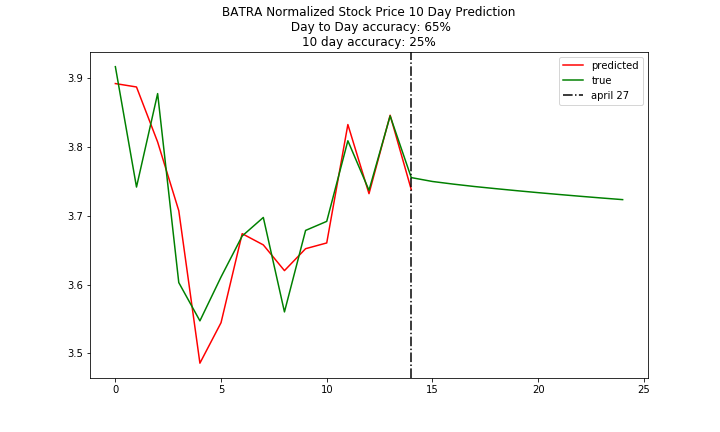 BATRA Normalized Stock Price 10 Day Prediction
Day to Day accuracy: 65%
10 day accuracy: 25%
predicted
true
april 27
3.9
3.8
3.7
3.6
3.5
0 5 10 15 20 25